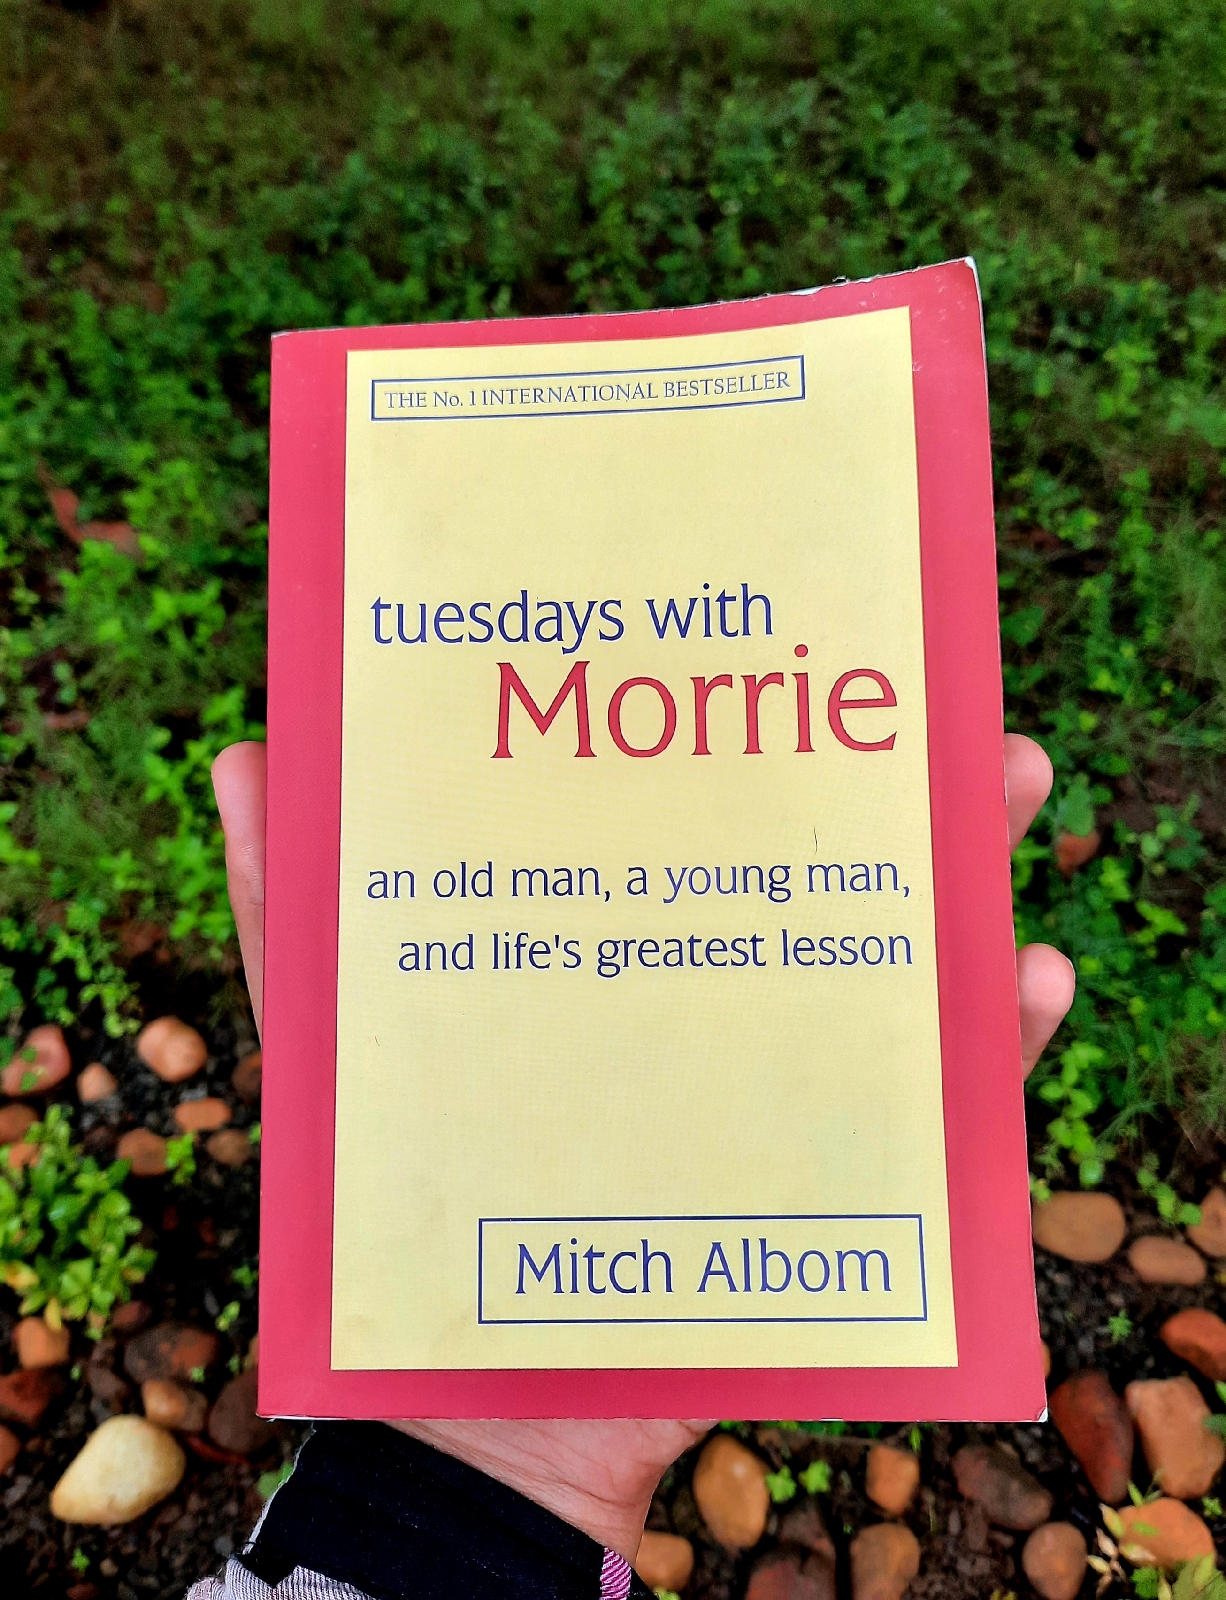 THE No. 1 INTERNATIONAL BESTSELLER
tuesdays with
Morrie
an old man, a young man,
and life's greatest lesson
Mitch Albom